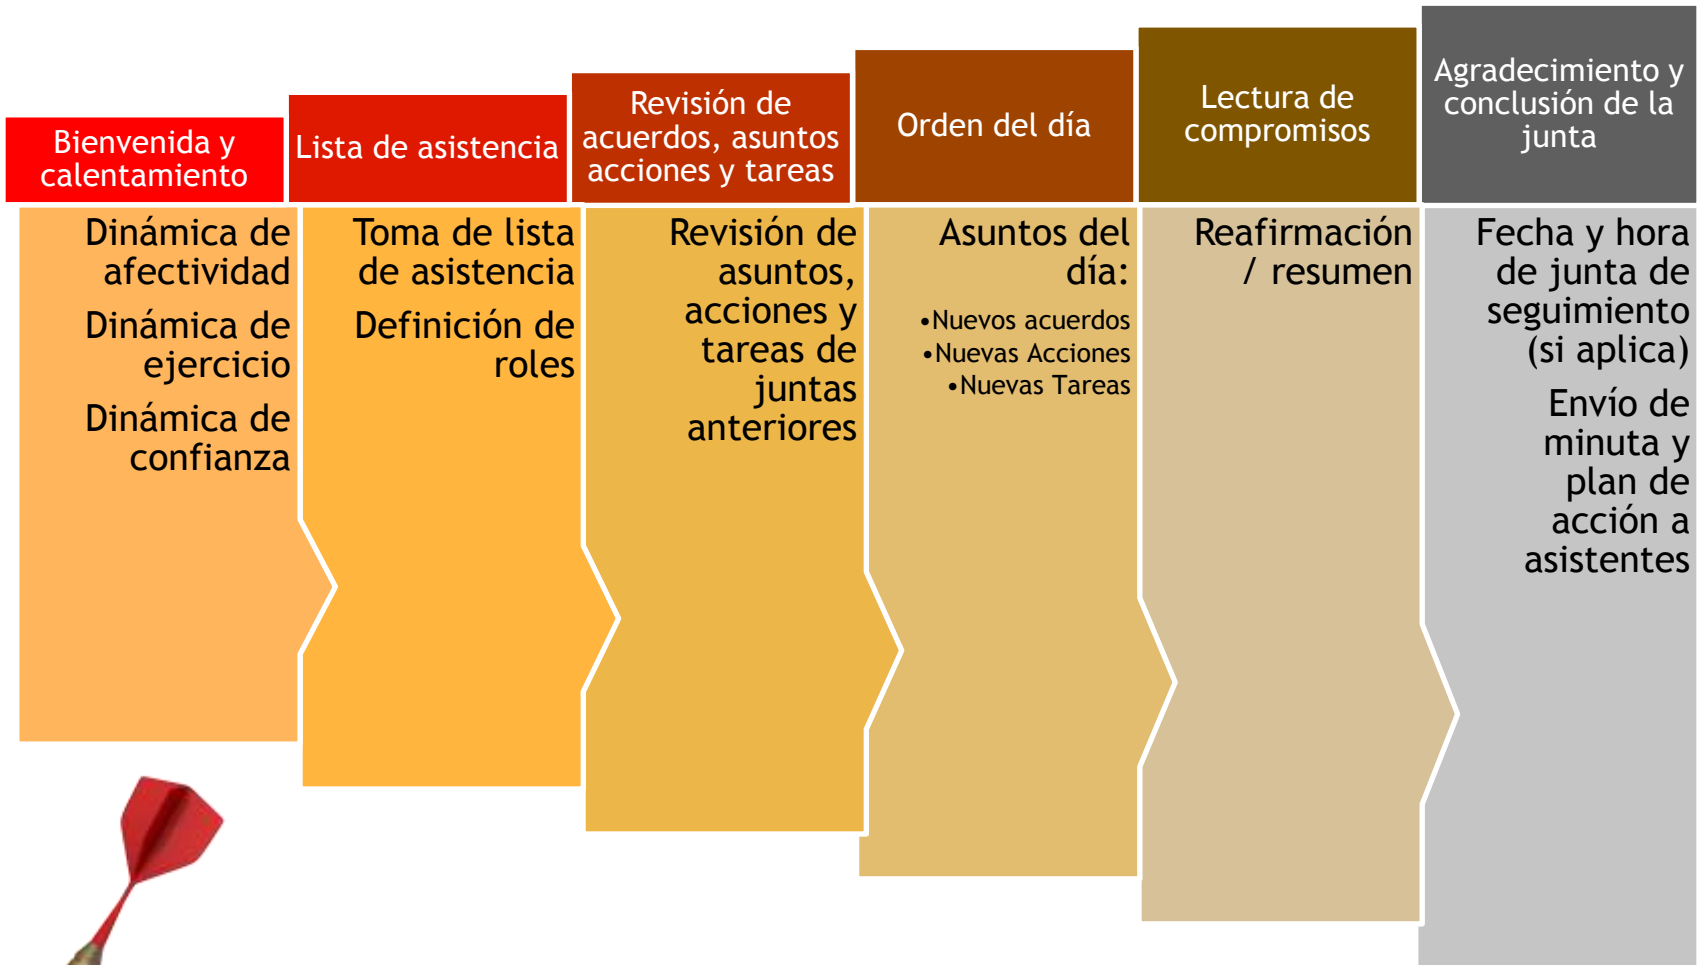 Bienvenida y
calentamiento
Lista de asistencia
Revisión de
acuerdos, asuntos
acciones y tareas
Orden del día
Lectura de
compromisos
Agradecimiento y
conclusión de la
junta
Dinámica de
afectividad
Dinámica de
ejercicio
Dinámica de
confianza
Toma de lista
de asistencia
Definición de
roles
Revisión de
asuntos,
acciones y
tareas de
juntas
anteriores
Asuntos del
día:
•Nuevos acuerdos
•Nuevas Acciones
•Nuevas Tareas
Reafirmación
/ resumen
Fecha y hora
de junta de
seguimiento
(si aplica)
Envío de
minuta y
plan de
acción a
asistentes